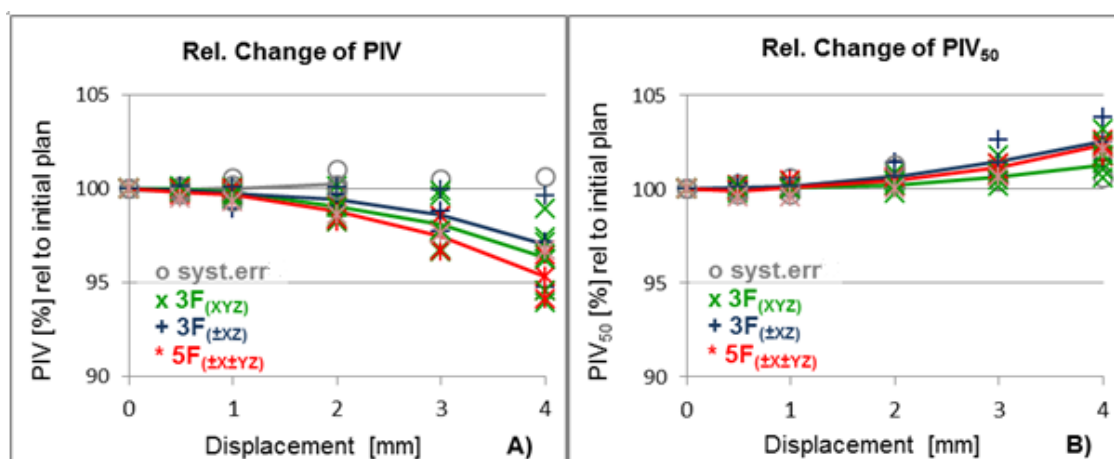 Rel. Change of PIV
PIV [%] rel to initial plan
105
100
95
90
o syst.err
x 3F(XYZ)
+ 3F(±XZ)
* 5F(±X±YZ)
0 1 2 3 4
Displacement [mm] A)
Rel. Change of PIV50
PIV50 [%] rel to initial plan
105
100
95
90
o syst.err
x 3F(XYZ)
+ 3F(±XZ)
* 5F(±X±YZ)
0 1 2 3 4
Displacement [mm] B)